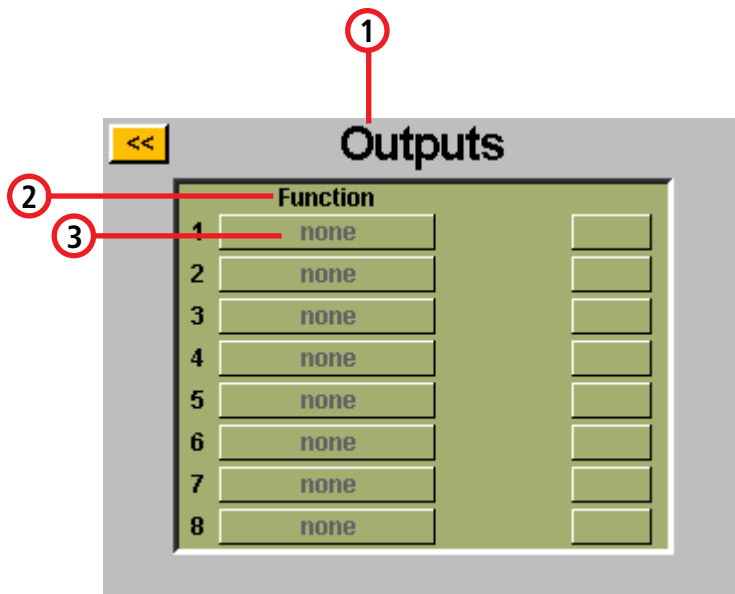 1
<< Outputs
2 Function
3
1 none
2 none
3 none
4 none
5 none
6 none
7 none
8 none